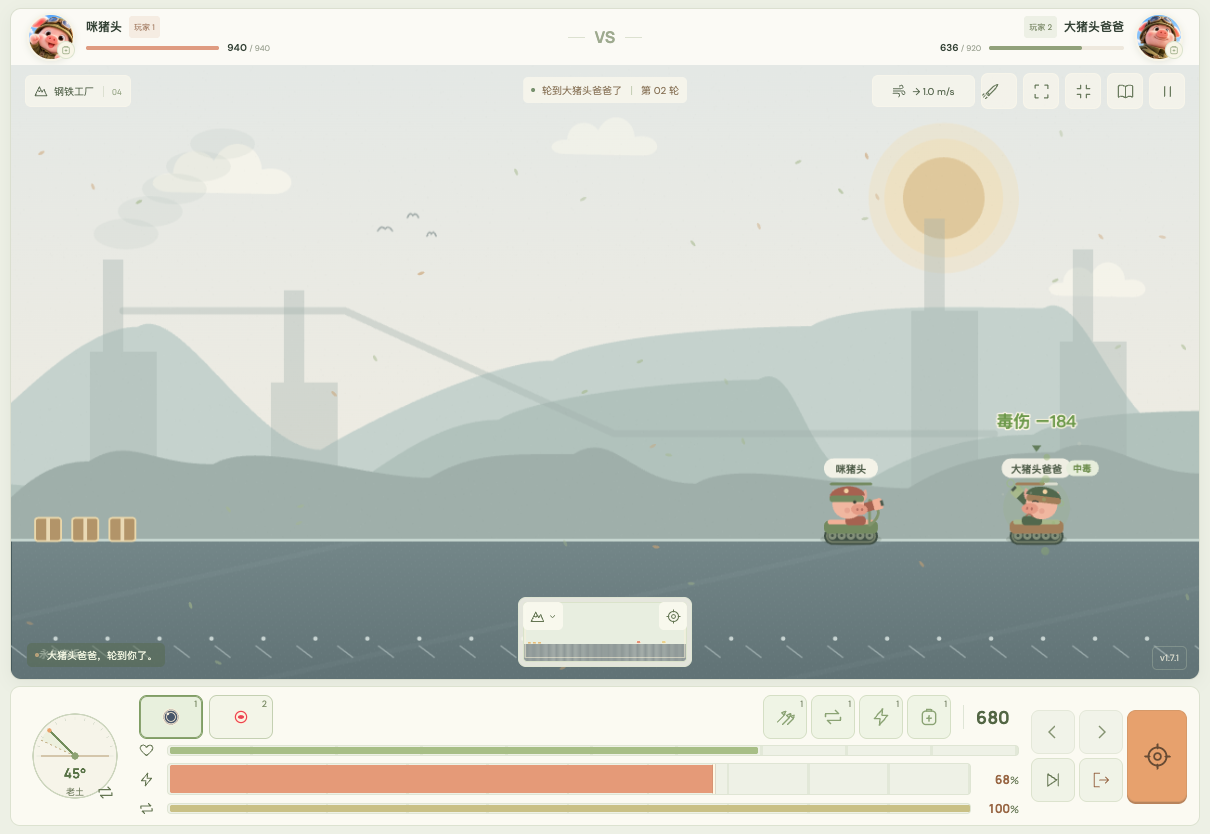 咪猪头 玩家 1
940 / 940
VS
玩家 2 大猪头爸爸
636 / 920
钢铁工厂 04
轮到大猪头爸爸了 第 02 轮
→ 1.0 m/s
毒伤 −184
咪猪头
大猪头爸爸 中毒
大猪头爸爸，轮到你了。
v1.7.1
1
2
1
1
1
1
680
45°
老土
68%
100%